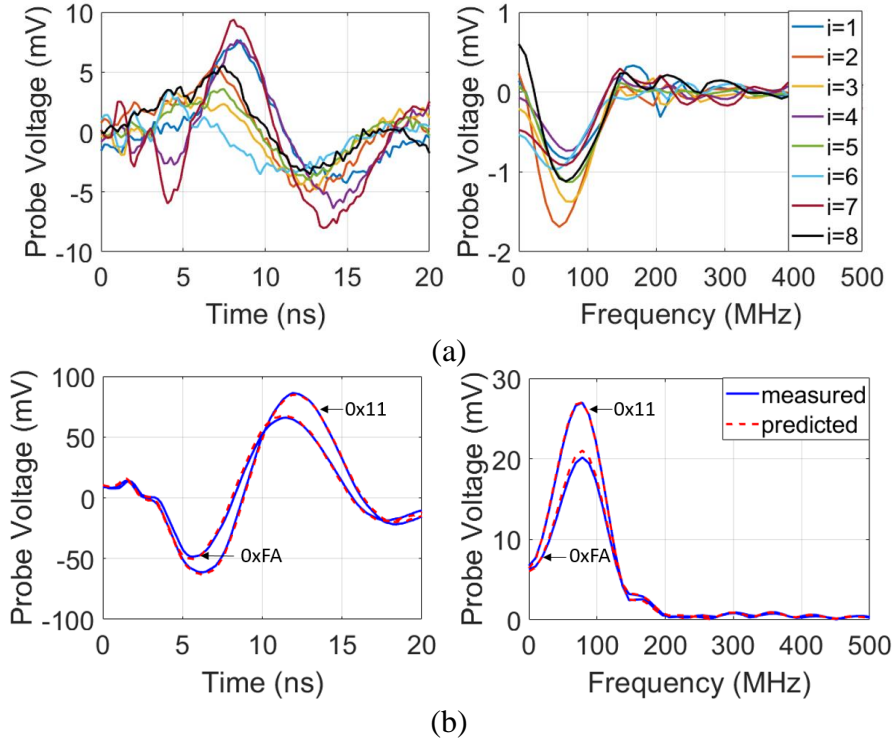 Probe Voltage (mV)
10
5
0
-5
-10
0
5
10
15
20
Time (ns)
Probe Voltage (mV)
1
0
-1
-2
0
100
200
300
400
500
Frequency (MHz)
i=1
i=2
i=3
i=4
i=5
i=6
i=7
i=8
(a)
Probe Voltage (mV)
100
50
0
-50
-100
0
5
10
15
20
Time (ns)
0x11
0xFA
Probe Voltage (mV)
30
20
10
0
0
100
200
300
400
500
Frequency (MHz)
0x11
0xFA
measured
predicted
(b)